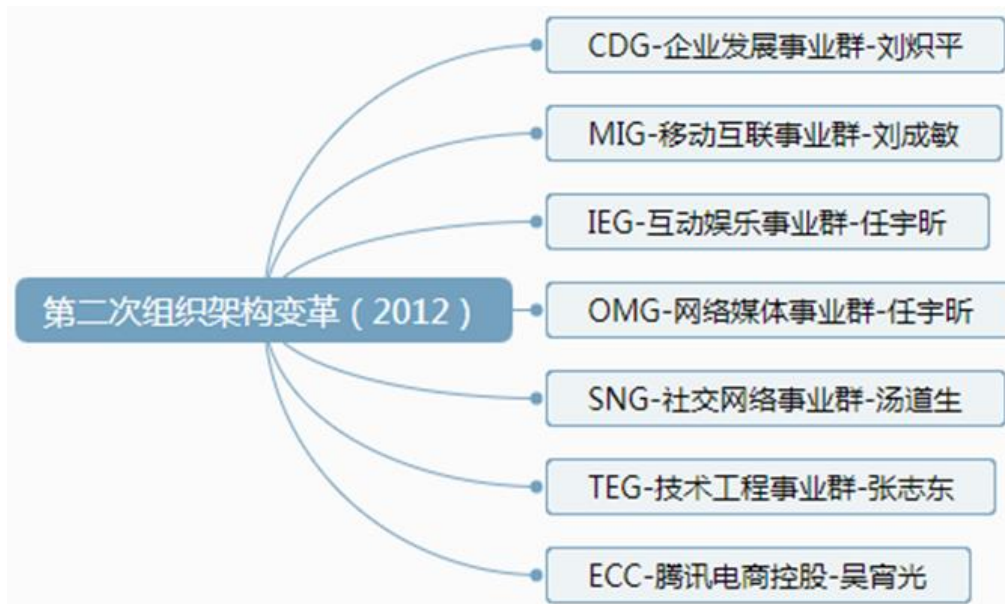 CDG-企业发展事业群-刘炽平
MIG-移动互联事业群-刘成敏
IEG-互动娱乐事业群-任宇昕
第二次组织架构变革（2012）
OMG-网络媒体事业群-任宇昕
SNG-社交网络事业群-汤道生
TEG-技术工程事业群-张志东
ECC-腾讯电商控股-吴宵光